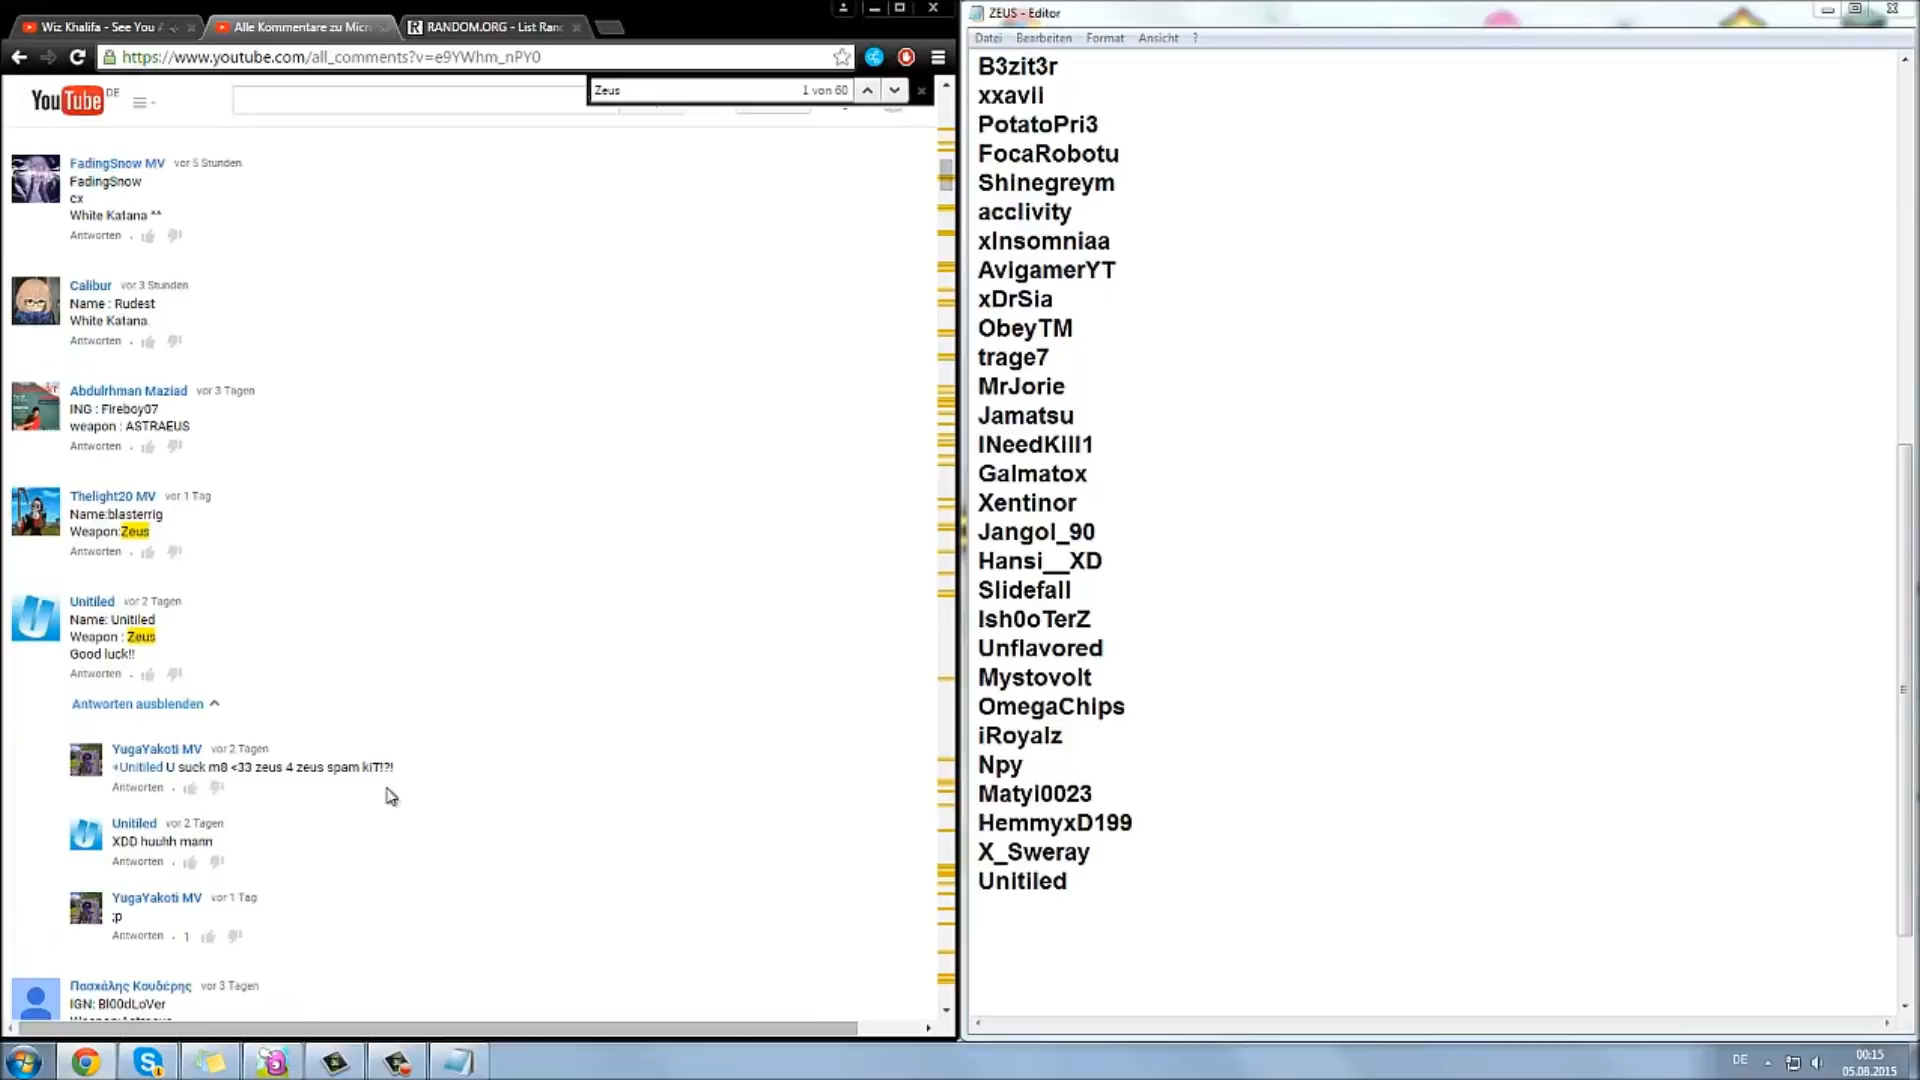 Wiz Khalifa - See You A
Alle Kommentare zu Micr
RANDOM.ORG - List Ran
https://www.youtube.com/all_comments?v=e9YWhm_nPY0
Zeus
1 von 60
YouTube DE
FadingSnow MV vor 5 Stunden
FadingSnow
cx
White Katana ^^
Antworten .
Calibur vor 3 Stunden
Name : Rudest
White Katana.
Antworten .
Abdulrhman Maziad vor 3 Tagen
ING : Fireboy07
weapon : ASTRAEUS
Antworten .
Thelight20 MV vor 1 Tag
Name:blasterrig
Weapon:Zeus
Antworten .
Unitiled vor 2 Tagen
Name: Unitiled
Weapon : Zeus
Good luck!!
Antworten .
Antworten ausblenden
YugaYakoti MV vor 2 Tagen
+Unitiled U suck m8 <33 zeus 4 zeus spam kiT!?!
Antworten .
Unitiled vor 2 Tagen
XDD huuhh mann
Antworten .
YugaYakoti MV vor 1 Tag
;p
Antworten . 1
Πασχάλης Κουδέρης vor 3 Tagen
IGN: Bl00dLoVer
ZEUS - Editor
Datei Bearbeiten Format Ansicht ?
B3zit3r
xxavii
PotatoPri3
FocaRobotu
Shinegreym
acclivity
xInsomniaa
AvigamerYT
xDrSia
ObeyTM
trage7
MrJorie
Jamatsu
INeedKill1
Galmatox
Xentinor
Jangol_90
Hansi__XD
Slidefall
Ish0oTerZ
Unflavored
Mystovolt
OmegaChips
iRoyalz
Npy
Matyi0023
HemmyxD199
X_Sweray
Unitiled
DE
00:15
05.08.2015